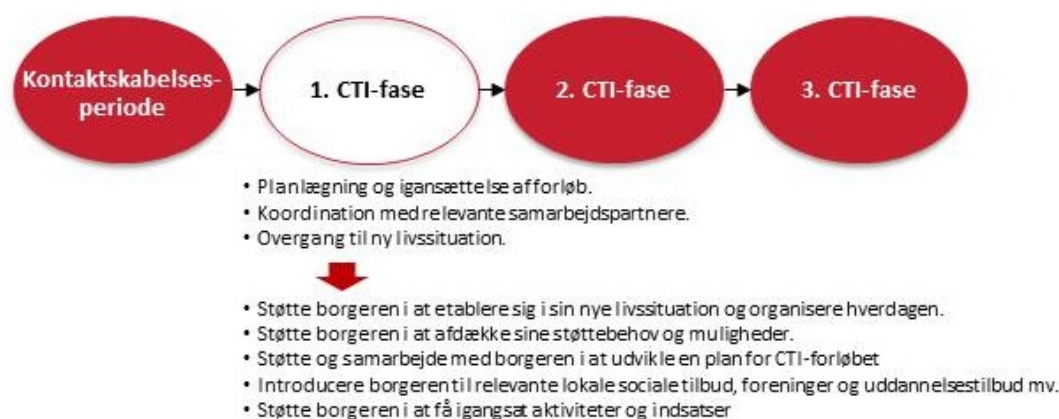 Kontaktskabelses-
periode
1. CTI-fase
2. CTI-fase
3. CTI-fase
• Planlægning og igansættelse af forløb.
• Koordination med relevante samarbejdspartnere.
• Overgang til ny livssituation.
• Støtte borgeren i at etablere sig i sin nye livssituation og organisere hverdagen.
• Støtte borgeren i at afdække sine støttebehov og muligheder.
• Støtte og samarbejde med borgeren i at udvikle en plan for CTI-forløbet
• Introducere borgeren til relevante lokale sociale tilbud, foreninger og uddannelsestilbud mv.
• Støtte borgeren i at få igangsat aktiviteter og indsatser